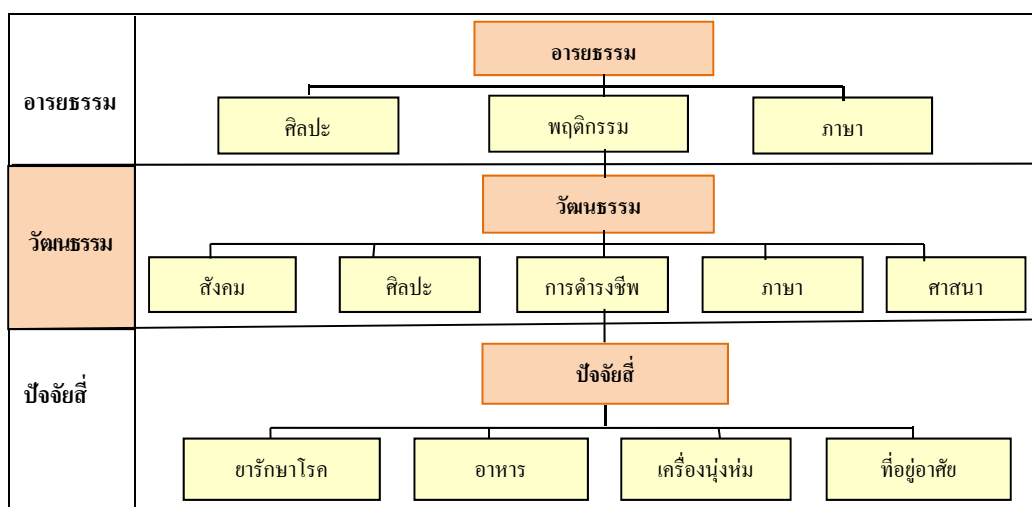 อารยธรรม
อารยธรรม
ศิลปะ พฤติกรรม ภาษา
วัฒนธรรม
วัฒนธรรม
สังคม ศิลปะ การดำรงชีพ ภาษา ศาสนา
ปัจจัยสี่
ปัจจัยสี่
ยารักษาโรค อาหาร เครื่องนุ่งห่ม ที่อยู่อาศัย